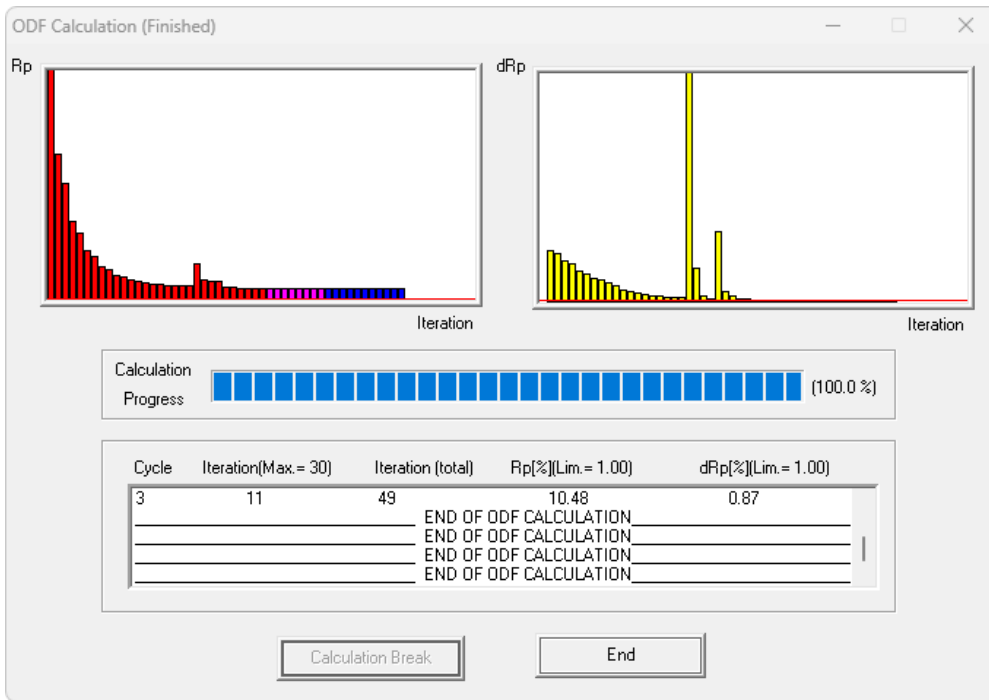 ODF Calculation (Finished)
Rp
dRp
Iteration
Iteration
Calculation
Progress
(100.0 %)
Cycle Iteration(Max.= 30) Iteration (total) Rp[%](Lim.= 1.00) dRp[%](Lim.= 1.00)
3 11 49 10.48 0.87
END OF ODF CALCULATION
END OF ODF CALCULATION
END OF ODF CALCULATION
END OF ODF CALCULATION
Calculation Break
End